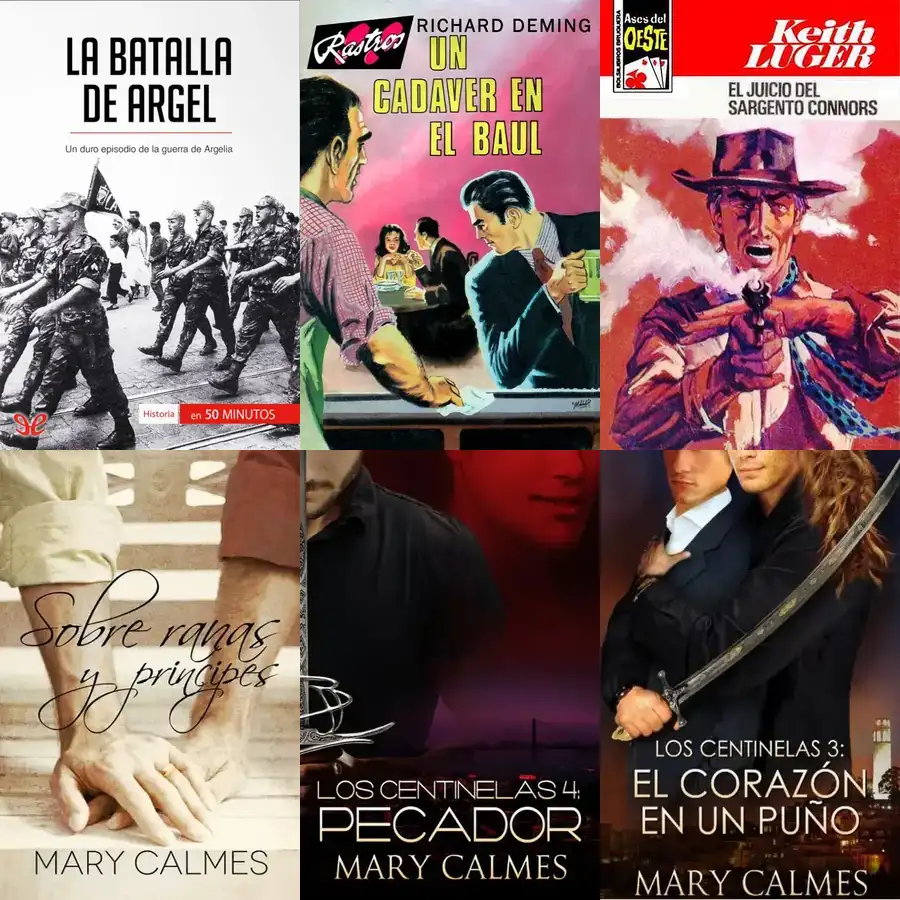 LA BATALLA
DE ARGEL
Un duro episodio de la guerra de Argelia
Historia en 50 MINUTOS
Rastros
RICHARD DEMING
UN
CADAVER EN
EL BAUL
BOLSILIBROS BRUGUERA
Ases del
OESTE
Keith
LUGER
EL JUICIO DEL
SARGENTO CONNORS
Sobre ranas
y príncipes
MARY CALMES
LOS CENTINELAS 4:
PECADOR
MARY CALMES
LOS CENTINELAS 3:
EL CORAZÓN
EN UN PUÑO
MARY CALMES